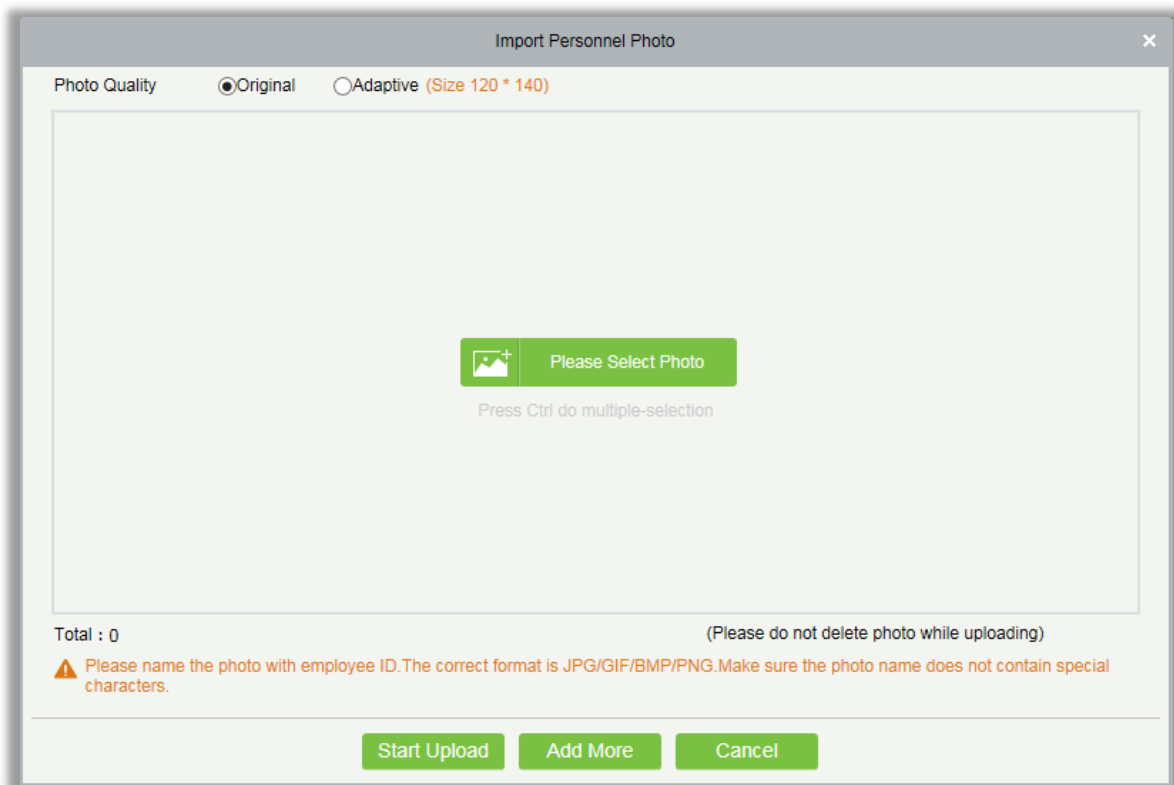 Import Personnel Photo ×
Photo Quality Original Adaptive (Size 120 * 140)
Please Select Photo
Press Ctrl do multiple-selection
Total : 0 (Please do not delete photo while uploading)
Please name the photo with employee ID.The correct format is JPG/GIF/BMP/PNG.Make sure the photo name does not contain special
characters.
Start Upload Add More Cancel